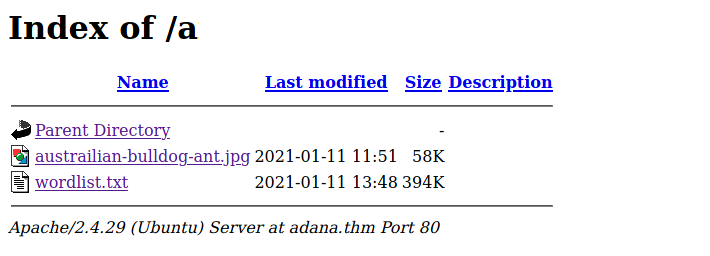 Index of /a
Name Last modified Size Description
Parent Directory -
austrailian-bulldog-ant.jpg 2021-01-11 11:51 58K
wordlist.txt 2021-01-11 13:48 394K
Apache/2.4.29 (Ubuntu) Server at adana.thm Port 80